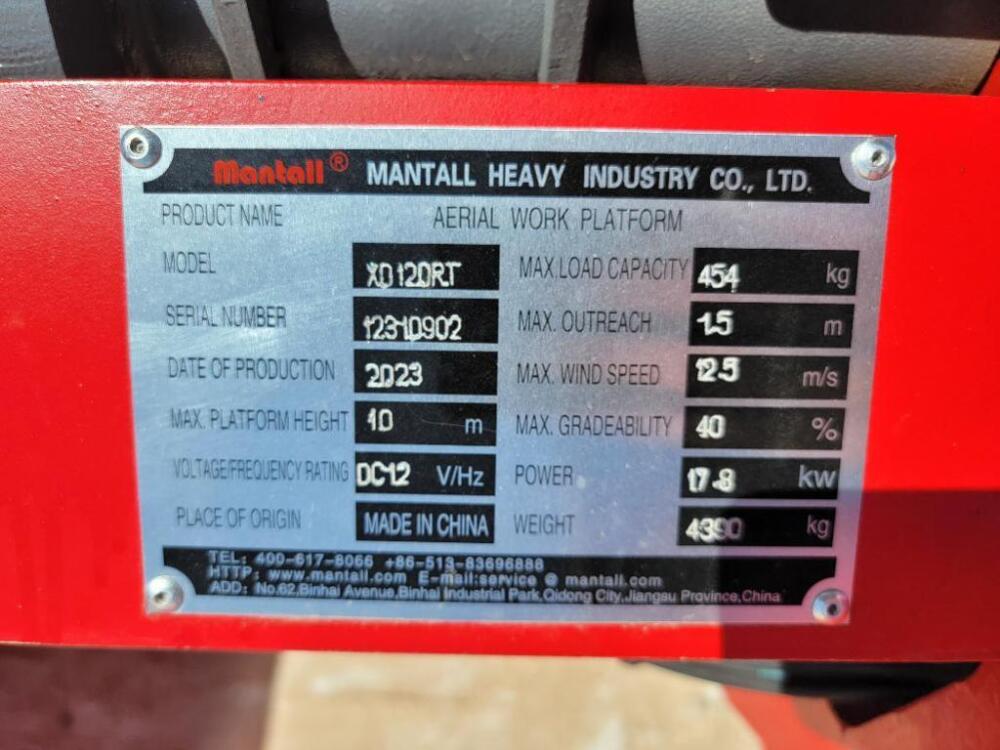 Mantall® MANTALL HEAVY INDUSTRY CO., LTD.
PRODUCT NAME AERIAL WORK PLATFORM
MODEL XD120RT MAX.LOAD CAPACITY 454 kg
SERIAL NUMBER 12310902 MAX. OUTREACH 1.5 m
DATE OF PRODUCTION 2023 MAX. WIND SPEED 12.5 m/s
MAX. PLATFORM HEIGHT 10 m MAX. GRADEABILITY 40 %
VOLTAGE/FREQUENCY RATING DC12 V/Hz POWER 17.8 kw
PLACE OF ORIGIN MADE IN CHINA WEIGHT 4390 kg
TEL: 400-617-8066 +86-513-83696888
HTTP: www.mantall.com E-mail:service @ mantall.com
ADD: No.62,Binhai Avenue,Binhai Industrial Park,Qidong City,Jiangsu Province,China